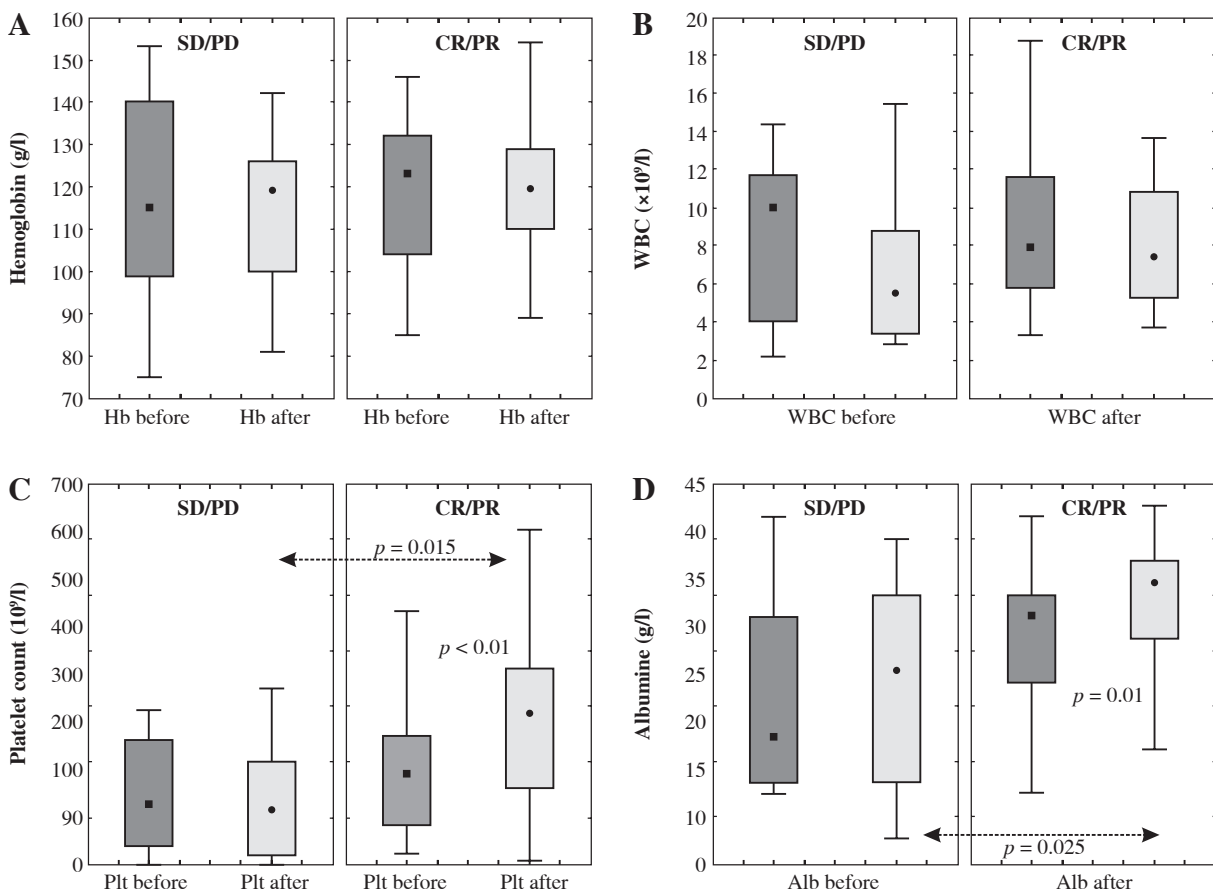 A
SD/PD
CR/PR
Hemoglobin (g/l)
160
150
140
130
120
110
100
90
80
70
Hb before
Hb after
Hb before
Hb after
B
SD/PD
CR/PR
WBC (×10⁹/l)
20
18
16
14
12
10
8
6
4
2
0
WBC before
WBC after
C
SD/PD
CR/PR
Platelet count (10⁹/l)
700
600
500
400
300
200
100
90
0
p = 0.015
p < 0.01
Plt before
Plt after
Plt before
Plt after
D
SD/PD
CR/PR
Albumine (g/l)
45
40
35
30
25
20
15
10
0
p = 0.01
p = 0.025
Alb before
Alb after